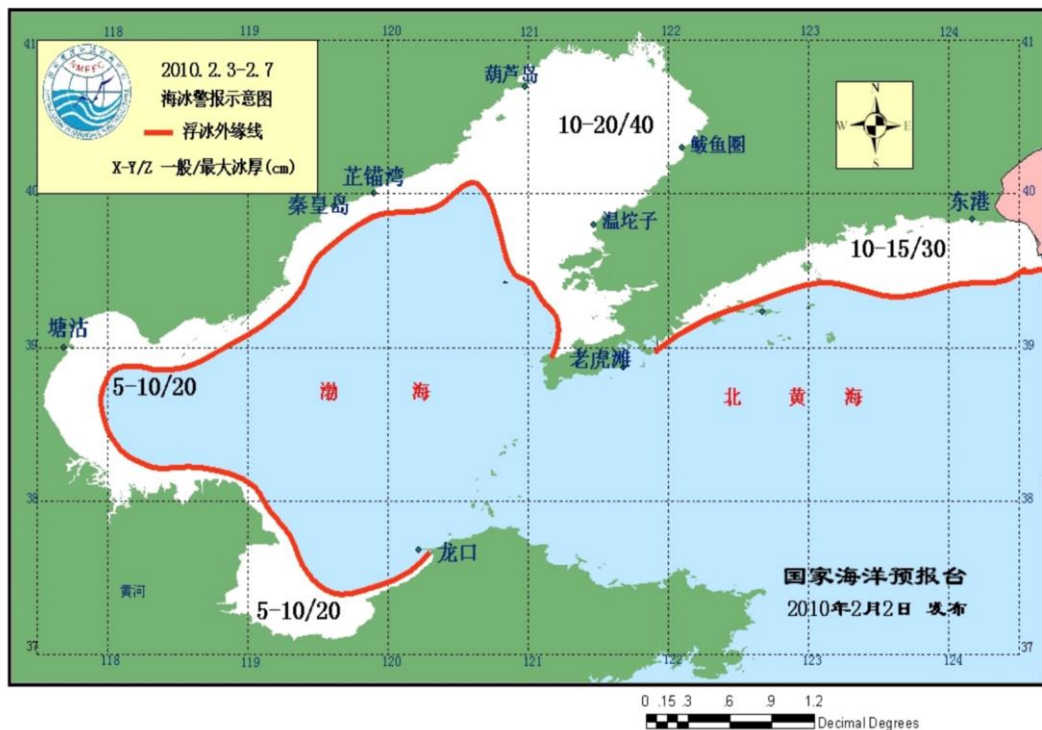 118
119
120
121
122
123
124
41
41
NMEFC
2010.2.3-2.7
海冰警报示意图
浮冰外缘线
X-Y/Z 一般/最大冰厚(cm)
葫芦岛
10-20/40
N
W E
S
鲅鱼圈
芷锚湾
40
40
秦皇岛
东港
温坨子
10-15/30
塘沽
39
39
老虎滩
5-10/20
渤 海
北 黄 海
38
38
龙口
黄河
5-10/20
国家海洋预报台
2010年2月2日 发布
37
37
118
119
120
121
122
123
124
0 .15 .3 .6 .9 1.2
Decimal Degrees